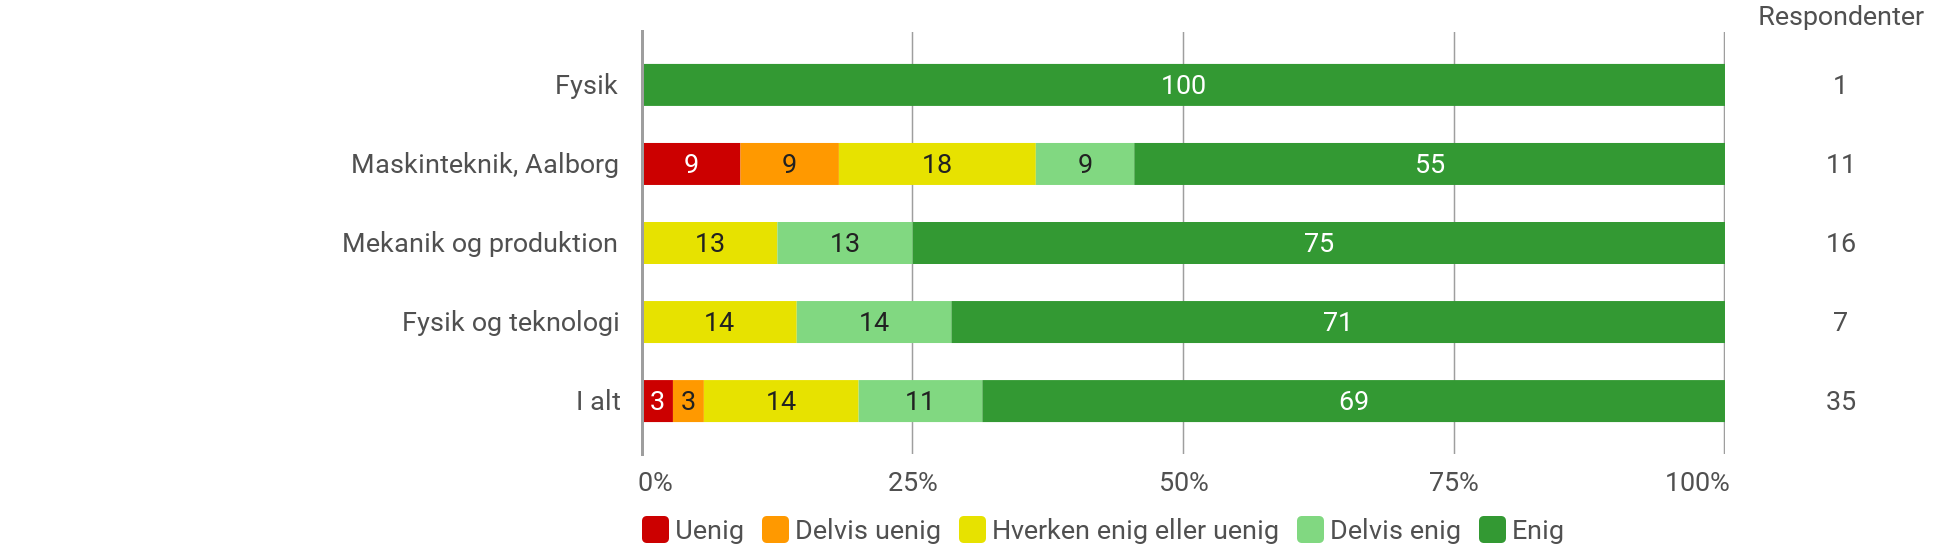 Respondenter
Fysik 100 1
Maskinteknik, Aalborg 9 9 18 9 55 11
Mekanik og produktion 13 13 75 16
Fysik og teknologi 14 14 71 7
I alt 3 3 14 11 69 35
0% 25% 50% 75% 100%
Uenig Delvis uenig Hverken enig eller uenig Delvis enig Enig